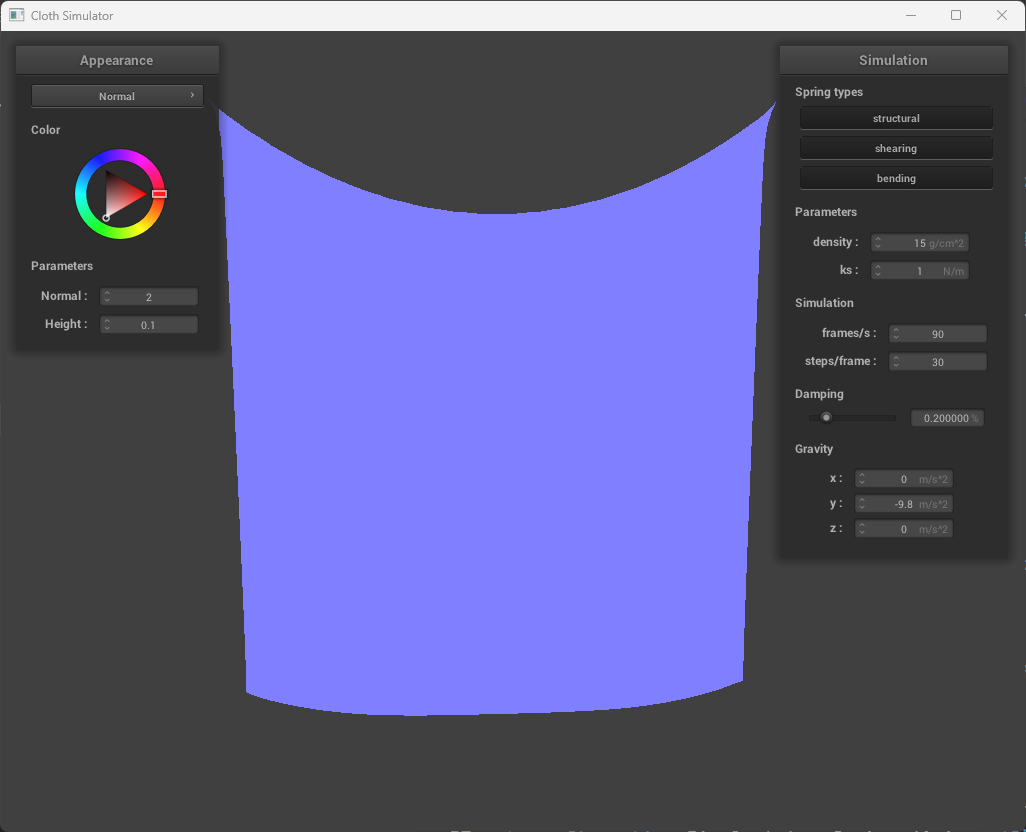 Cloth Simulator
Appearance
Normal
Color
Parameters
Normal : 2
Height : 0.1
Simulation
Spring types
structural
shearing
bending
Parameters
density : 15 g/cm^2
ks : 1 N/m
Simulation
frames/s : 90
steps/frame : 30
Damping
0.200000 %
Gravity
x : 0 m/s^2
y : -9.8 m/s^2
z : 0 m/s^2